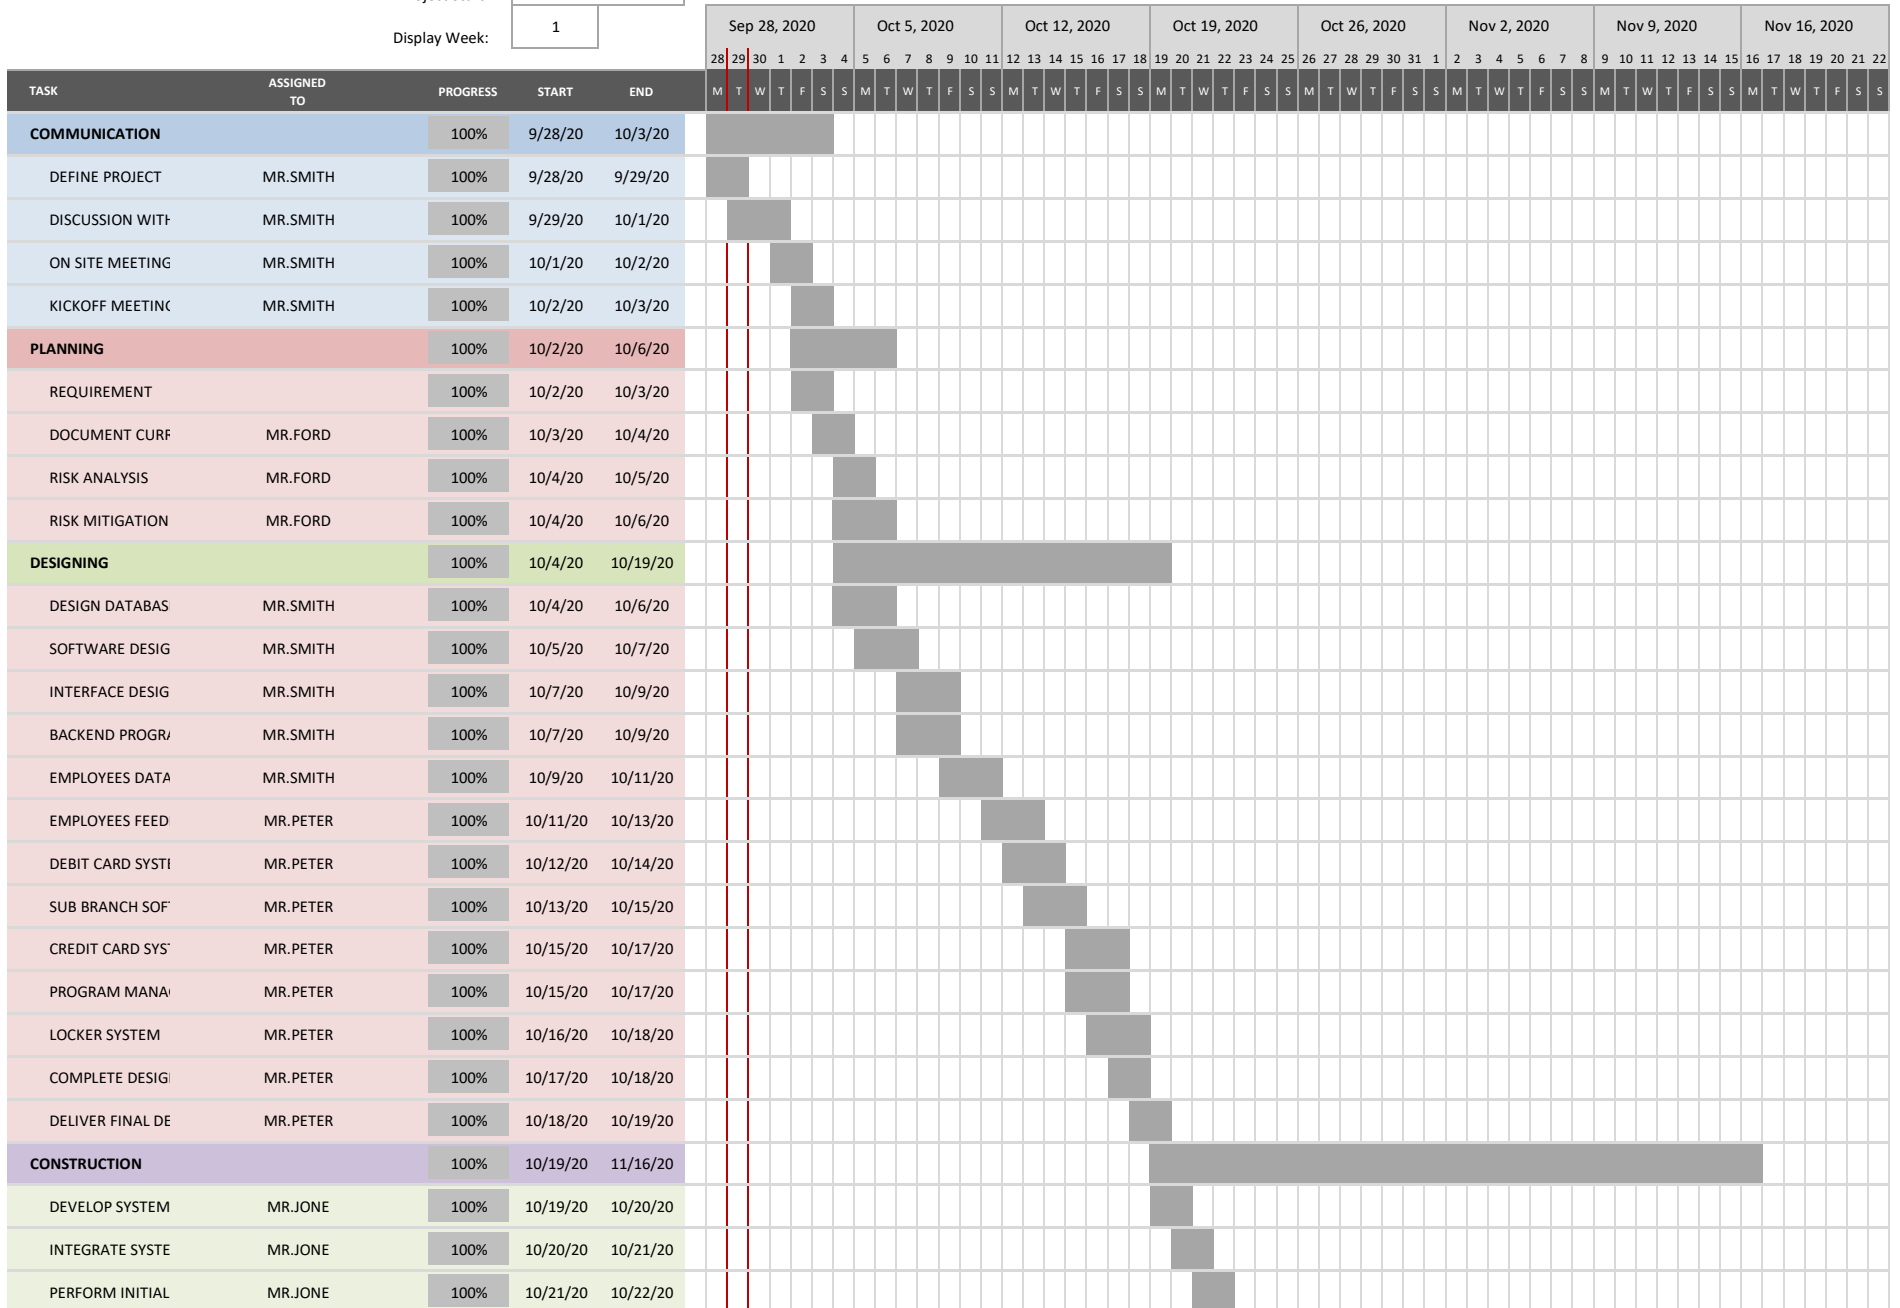 Display Week: 1
Sep 28, 2020 Oct 5, 2020 Oct 12, 2020 Oct 19, 2020 Oct 26, 2020 Nov 2, 2020 Nov 9, 2020 Nov 16, 2020
28 29 30 1 2 3 4 5 6 7 8 9 10 11 12 13 14 15 16 17 18 19 20 21 22 23 24 25 26 27 28 29 30 31 1 2 3 4 5 6 7 8 9 10 11 12 13 14 15 16 17 18 19 20 21 22
TASK ASSIGNED TO PROGRESS START END M T W T F S S M T W T F S S M T W T F S S M T W T F S S M T W T F S S M T W T F S S M T W T F S S M T W T F S S
COMMUNICATION 100% 9/28/20 10/3/20
DEFINE PROJECT MR.SMITH 100% 9/28/20 9/29/20
DISCUSSION WITH MR.SMITH 100% 9/29/20 10/1/20
ON SITE MEETING MR.SMITH 100% 10/1/20 10/2/20
KICKOFF MEETING MR.SMITH 100% 10/2/20 10/3/20
PLANNING 100% 10/2/20 10/6/20
REQUIREMENT 100% 10/2/20 10/3/20
DOCUMENT CURR MR.FORD 100% 10/3/20 10/4/20
RISK ANALYSIS MR.FORD 100% 10/4/20 10/5/20
RISK MITIGATION MR.FORD 100% 10/4/20 10/6/20
DESIGNING 100% 10/4/20 10/19/20
DESIGN DATABAS MR.SMITH 100% 10/4/20 10/6/20
SOFTWARE DESIG MR.SMITH 100% 10/5/20 10/7/20
INTERFACE DESIG MR.SMITH 100% 10/7/20 10/9/20
BACKEND PROGRA MR.SMITH 100% 10/7/20 10/9/20
EMPLOYEES DATA MR.SMITH 100% 10/9/20 10/11/20
EMPLOYEES FEED MR.PETER 100% 10/11/20 10/13/20
DEBIT CARD SYSTE MR.PETER 100% 10/12/20 10/14/20
SUB BRANCH SOF MR.PETER 100% 10/13/20 10/15/20
CREDIT CARD SYS MR.PETER 100% 10/15/20 10/17/20
PROGRAM MANA MR.PETER 100% 10/15/20 10/17/20
LOCKER SYSTEM MR.PETER 100% 10/16/20 10/18/20
COMPLETE DESIG MR.PETER 100% 10/17/20 10/18/20
DELIVER FINAL DE MR.PETER 100% 10/18/20 10/19/20
CONSTRUCTION 100% 10/19/20 11/16/20
DEVELOP SYSTEM MR.JONE 100% 10/19/20 10/20/20
INTEGRATE SYSTE MR.JONE 100% 10/20/20 10/21/20
PERFORM INITIAL MR.JONE 100% 10/21/20 10/22/20